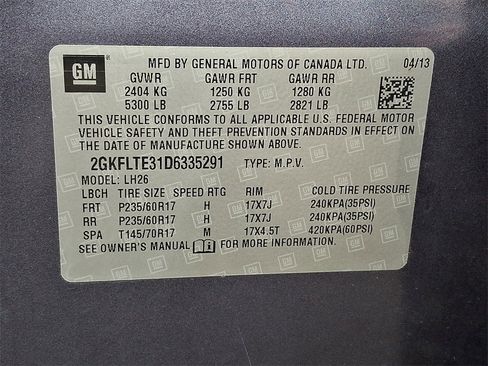 GM
MFD BY GENERAL MOTORS OF CANADA LTD. 04/13
GVWR GAWR FRT GAWR RR
2404 KG 1250 KG 1280 KG
5300 LB 2755 LB 2821 LB
THIS VEHICLE CONFORMS TO ALL APPLICABLE U.S. FEDERAL MOTOR
VEHICLE SAFETY AND THEFT PREVENTION STANDARDS IN EFFECT ON
THE DATE OF MANUFACTURE SHOWN ABOVE.
2GKFLTE31D6335291 TYPE: M.P.V.
MODEL: LH26
LBCH TIRE SIZE SPEED RTG RIM COLD TIRE PRESSURE
FRT P235/60R17 H 17X7J 240KPA(35PSI)
RR P235/60R17 H 17X7J 240KPA(35PSI)
SPA T145/70R17 M 17X4.5T 420KPA(60PSI)
SEE OWNER'S MANUAL FOR MORE INFORMATION.